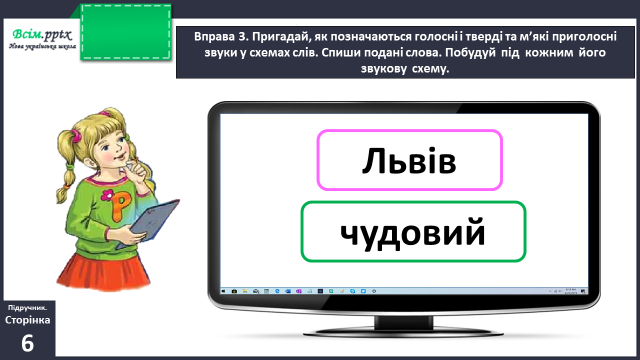 Всім.pptx
Нова українська школа
Вправа 3. Пригадай, як позначаються голосні і тверді та м’які приголосні
звуки у схемах слів. Спиши подані слова. Побудуй під кожним його
звукову схему.
Львів
чудовий
Підручник.
Сторінка
6